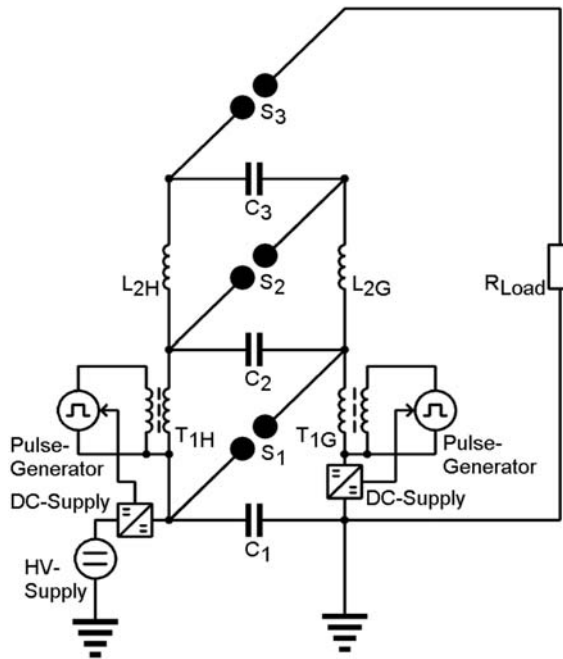 S3
C3
L2H
S2
L2G
RLoad
C2
T1H
T1G
S1
Pulse-
Generator
Pulse-
Generator
DC-Supply
DC-Supply
C1
HV-
Supply